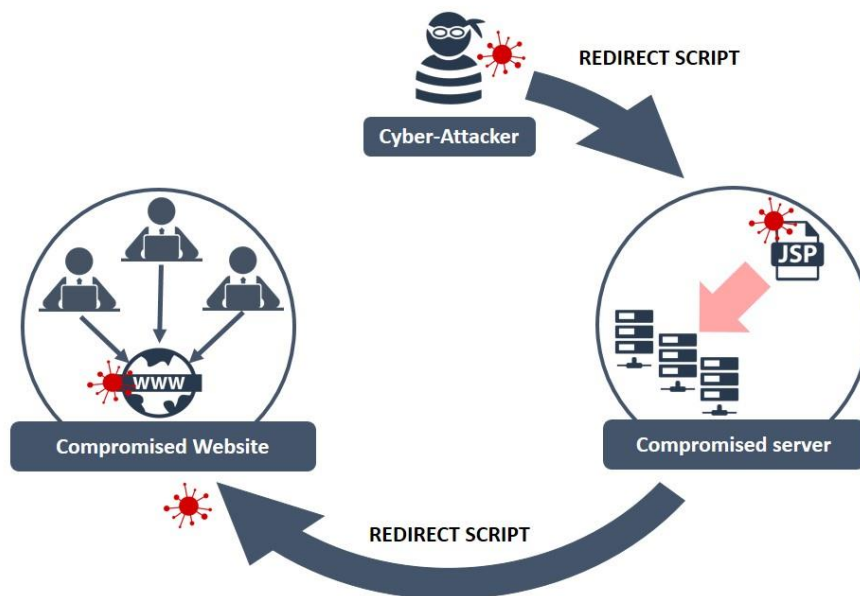 REDIRECT SCRIPT
Cyber-Attacker
JSP
WWW
Compromised Website
Compromised server
REDIRECT SCRIPT